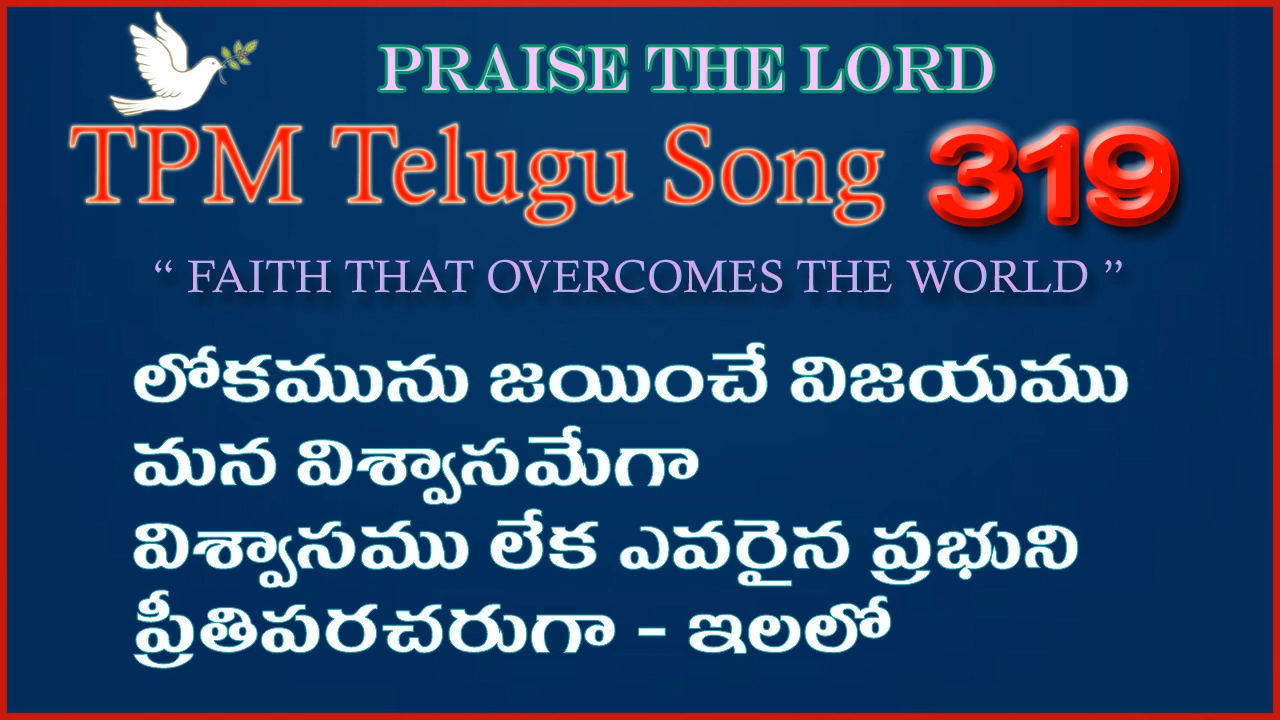 PRAISE THE LORD
TPM Telugu Song 319
“ FAITH THAT OVERCOMES THE WORLD ”
లోకమును జయించే విజయము
మన విశ్వాసమేగా
విశ్వాసము లేక ఎవరైన ప్రభుని
ప్రీతిపరచరుగా - ఇలలో